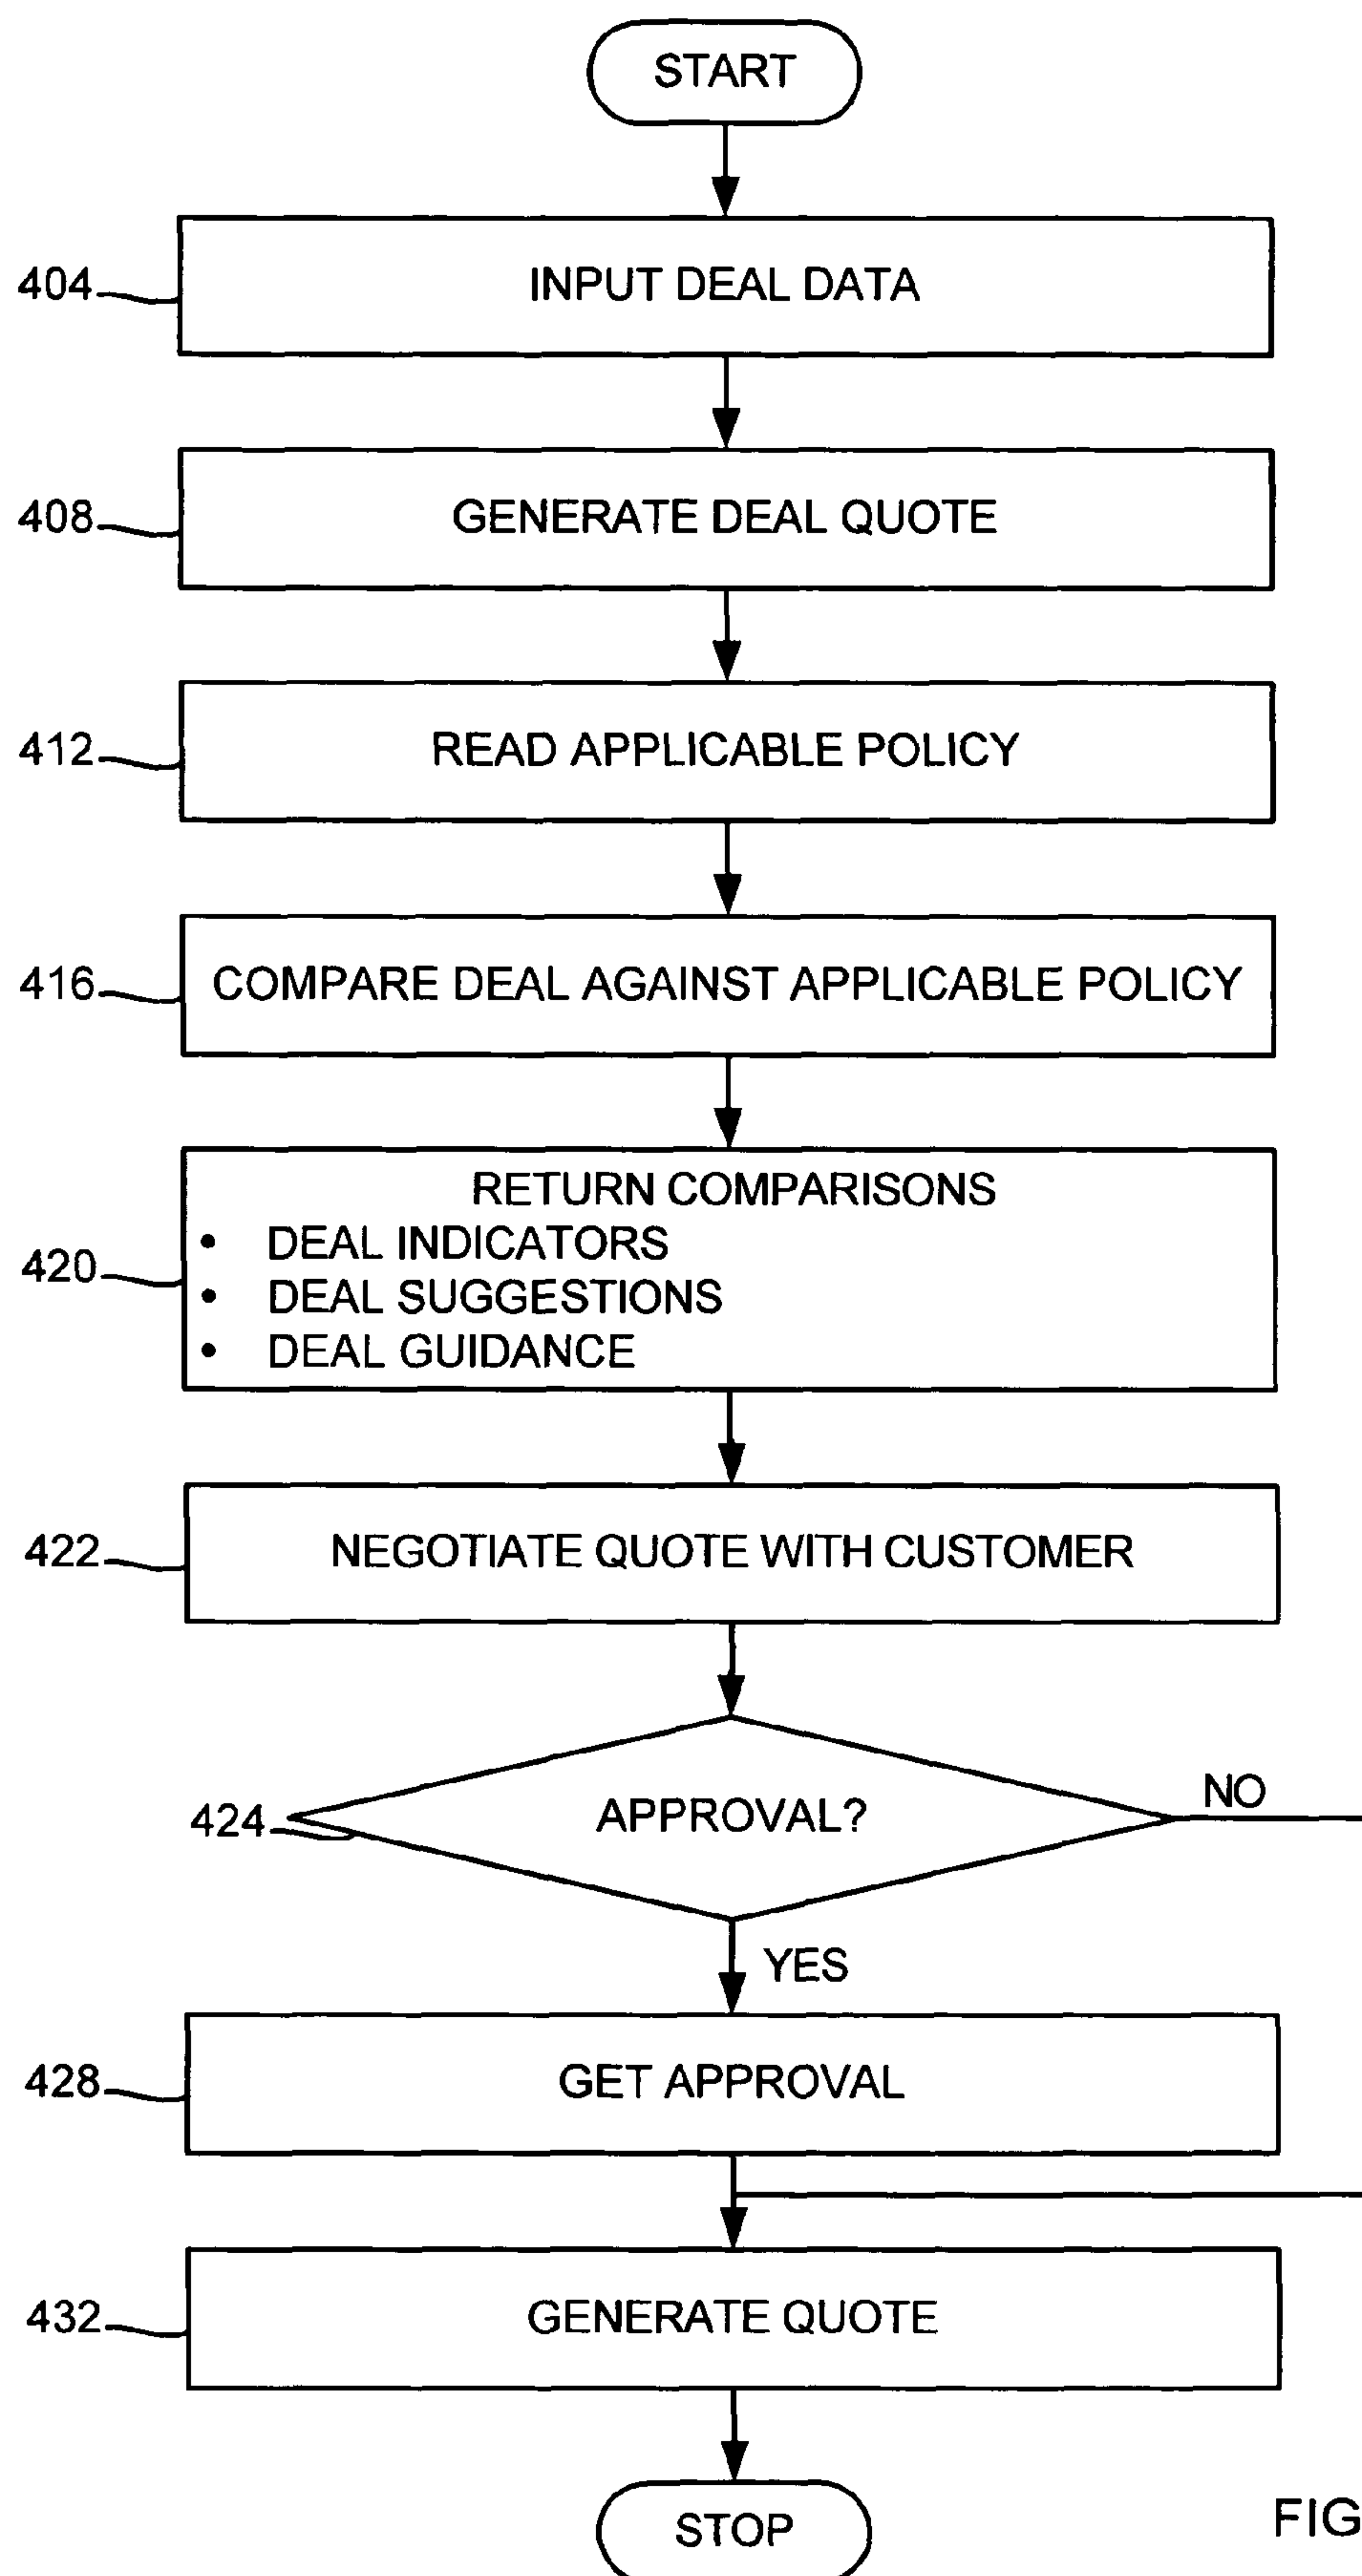 START
404
INPUT DEAL DATA
408
GENERATE DEAL QUOTE
412
READ APPLICABLE POLICY
416
COMPARE DEAL AGAINST APPLICABLE POLICY
RETURN COMPARISONS
• DEAL INDICATORS
420
• DEAL SUGGESTIONS
• DEAL GUIDANCE
422
NEGOTIATE QUOTE WITH CUSTOMER
NO
424
APPROVAL?
YES
428
GET APPROVAL
432
GENERATE QUOTE
STOP
FIG